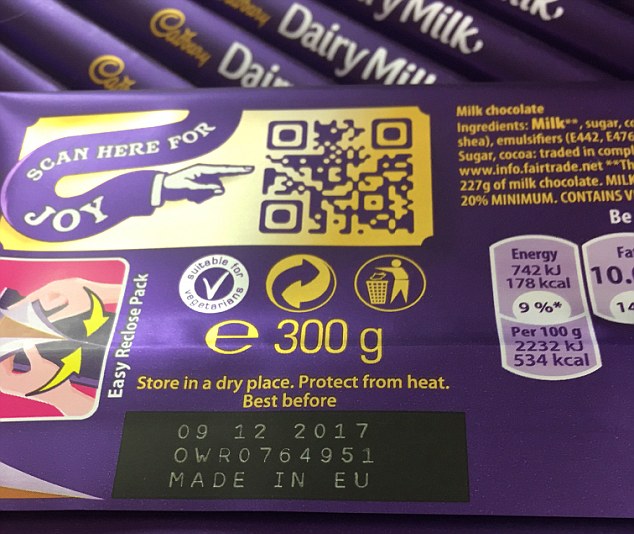 Cadbury
Dairy Milk
Dairy Milk
SCAN HERE FOR
JOY
Milk chocolate
Ingredients: Milk**, sugar,
shea), emulsifiers (E442, E476
Sugar, cocoa: traded in
www.info.fairtrade.net
227g of milk chocolate.
20% MINIMUM. CONTAINS
Be
suitable for
vegetarians
Energy
742 kJ
178 kcal
9 %*
Per 100 g
2232 kJ
534 kcal
Easy Reclose Pack
e 300 g
Store in a dry place. Protect from heat.
Best before
09 12 2017
OWR0764951
MADE IN EU